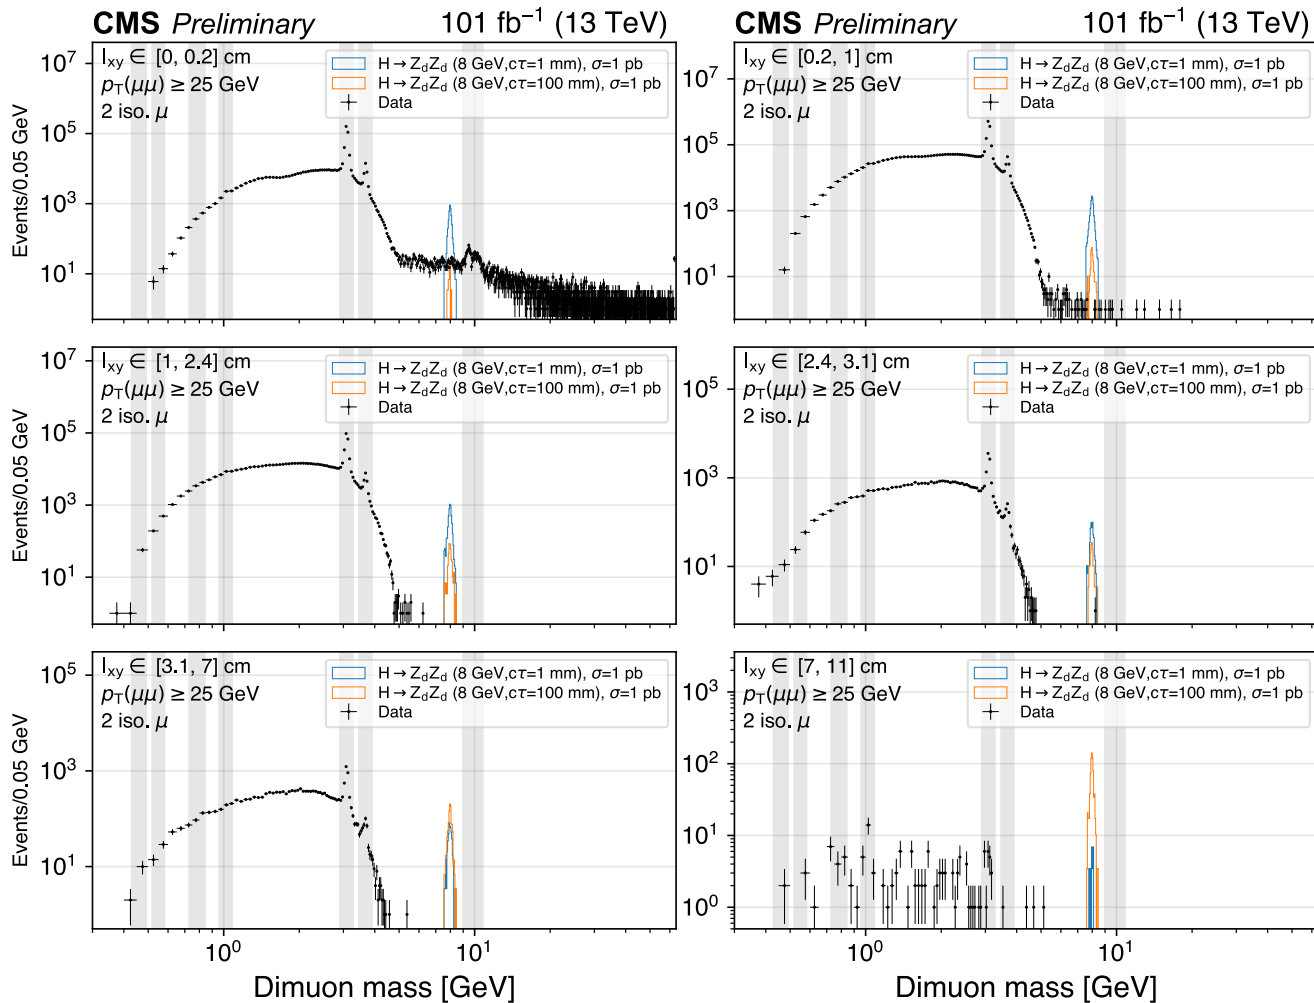 CMS Preliminary 101 fb⁻¹ (13 TeV)
CMS Preliminary 101 fb⁻¹ (13 TeV)
Events/0.05 GeV
10⁷
10⁵
10³
10¹
l_xy ∈ [0, 0.2] cm
p_T(μμ) ≥ 25 GeV
2 iso. μ
H→Z_dZ_d (8 GeV,cτ=1 mm), σ=1 pb
H→Z_dZ_d (8 GeV,cτ=100 mm), σ=1 pb
Data
10⁷
10⁵
10³
10¹
l_xy ∈ [0.2, 1] cm
p_T(μμ) ≥ 25 GeV
2 iso. μ
H→Z_dZ_d (8 GeV,cτ=1 mm), σ=1 pb
H→Z_dZ_d (8 GeV,cτ=100 mm), σ=1 pb
Data
Events/0.05 GeV
10⁷
10⁵
10³
10¹
l_xy ∈ [1, 2.4] cm
p_T(μμ) ≥ 25 GeV
2 iso. μ
H→Z_dZ_d (8 GeV,cτ=1 mm), σ=1 pb
H→Z_dZ_d (8 GeV,cτ=100 mm), σ=1 pb
Data
10⁵
10³
10¹
l_xy ∈ [2.4, 3.1] cm
p_T(μμ) ≥ 25 GeV
2 iso. μ
H→Z_dZ_d (8 GeV,cτ=1 mm), σ=1 pb
H→Z_dZ_d (8 GeV,cτ=100 mm), σ=1 pb
Data
Events/0.05 GeV
10⁵
10³
10¹
l_xy ∈ [3.1, 7] cm
p_T(μμ) ≥ 25 GeV
2 iso. μ
H→Z_dZ_d (8 GeV,cτ=1 mm), σ=1 pb
H→Z_dZ_d (8 GeV,cτ=100 mm), σ=1 pb
Data
10⁰ 10¹
Dimuon mass [GeV]
10³
10²
10¹
10⁰
l_xy ∈ [7, 11] cm
p_T(μμ) ≥ 25 GeV
2 iso. μ
H→Z_dZ_d (8 GeV,cτ=1 mm), σ=1 pb
H→Z_dZ_d (8 GeV,cτ=100 mm), σ=1 pb
Data
10⁰ 10¹
Dimuon mass [GeV]